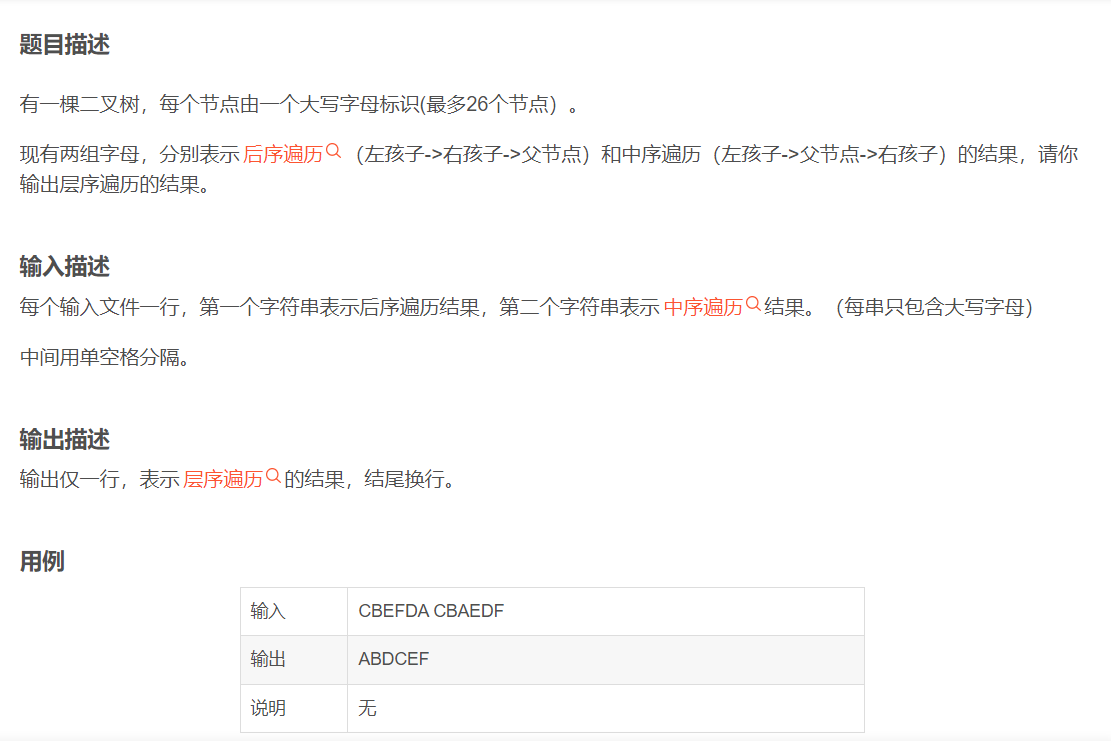 题目描述
有一棵二叉树，每个节点由一个大写字母标识(最多26个节点）。
现有两组字母，分别表示后序遍历（左孩子->右孩子->父节点）和中序遍历（左孩子->父节点->右孩子）的结果，请你
输出层序遍历的结果。
输入描述
每个输入文件一行，第一个字符串表示后序遍历结果，第二个字符串表示中序遍历结果。（每串只包含大写字母）
中间用单空格分隔。
输出描述
输出仅一行，表示层序遍历的结果，结尾换行。
用例
输入 CBEFDA CBAEDF
输出 ABDCEF
说明 无